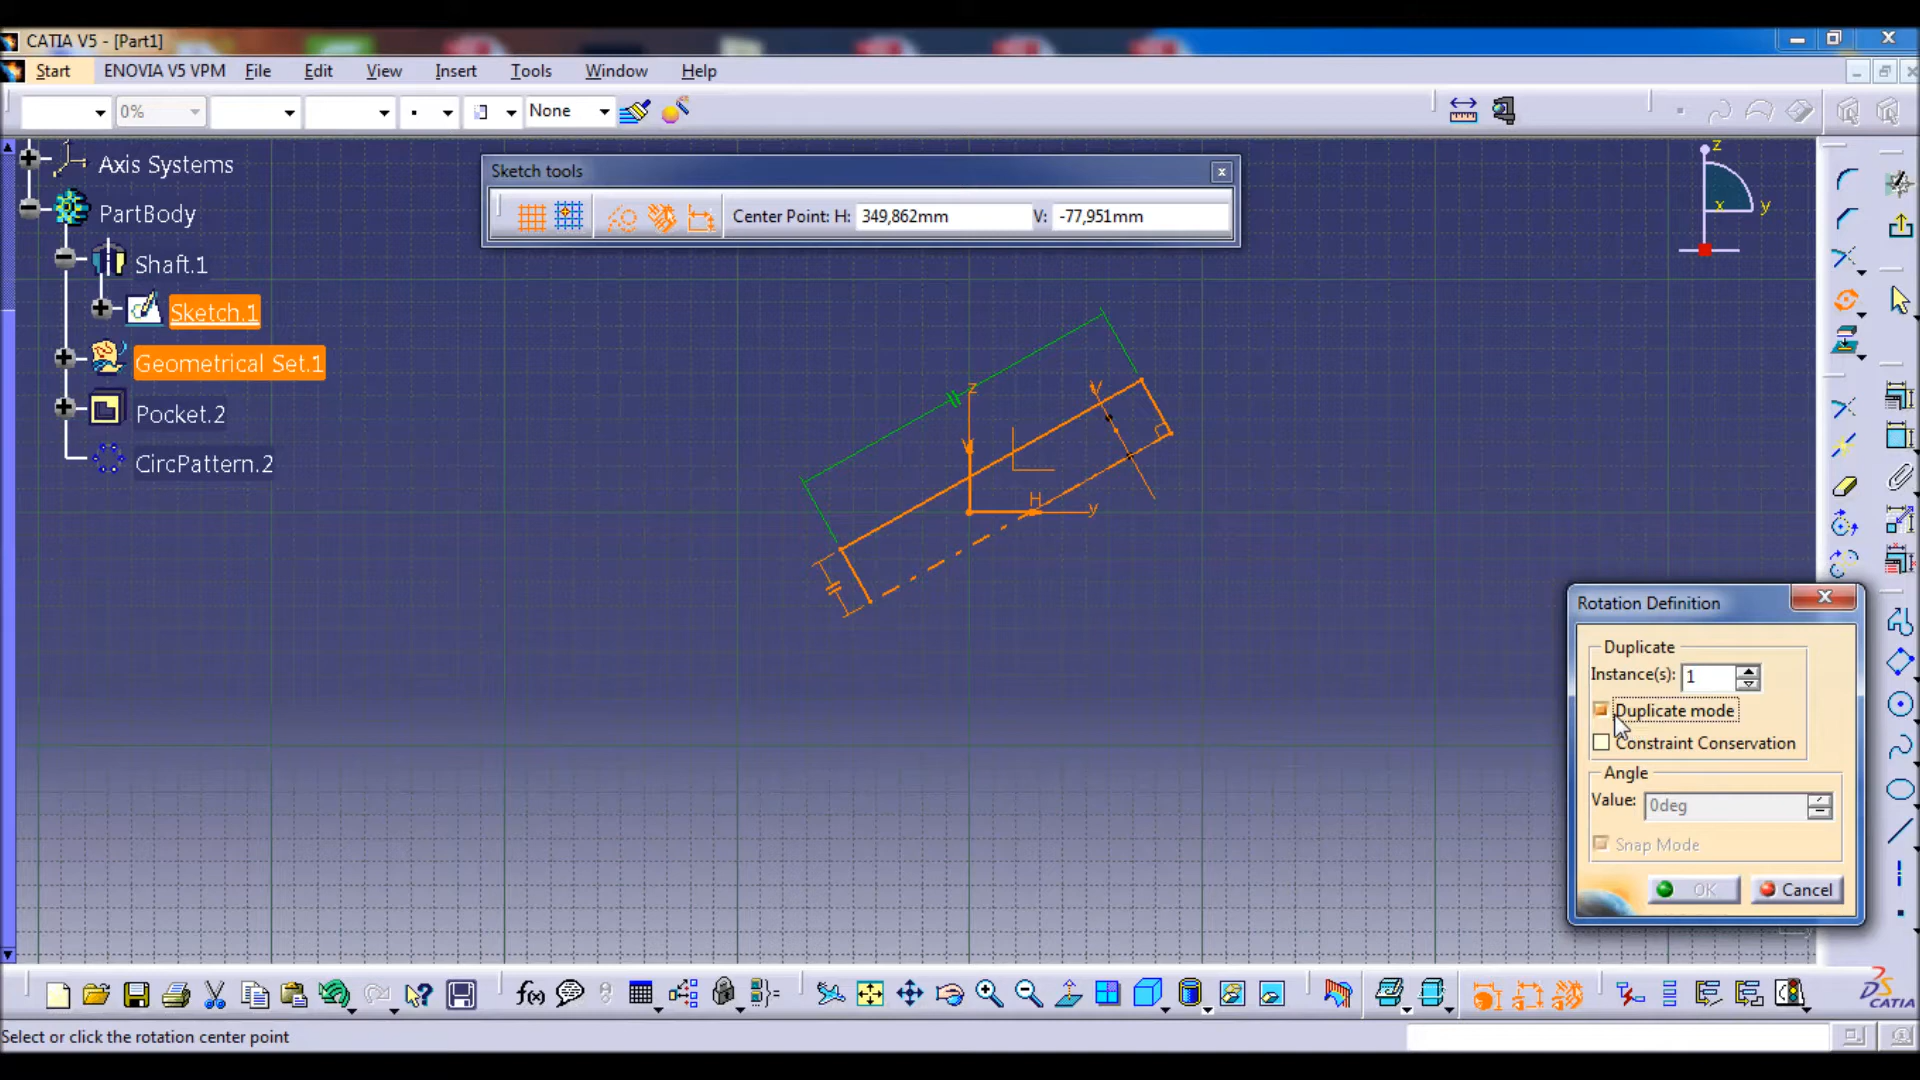 CATIA V5 - [Part1]
Start ENOVIA V5 VPM File Edit View Insert Tools Window Help
0% None
Axis Systems
PartBody
Shaft.1
Sketch.1
Geometrical Set.1
Pocket.2
CircPattern.2
Sketch tools
Center Point: H: 349,862mm V: -77,951mm
z
x y
z
V
V
H
y
Rotation Definition
Duplicate
Instance(s): 1
Duplicate mode
Constraint Conservation
Angle
Value: 0deg
Snap Mode
OK Cancel
f(x)
CATIA
Select or click the rotation center point